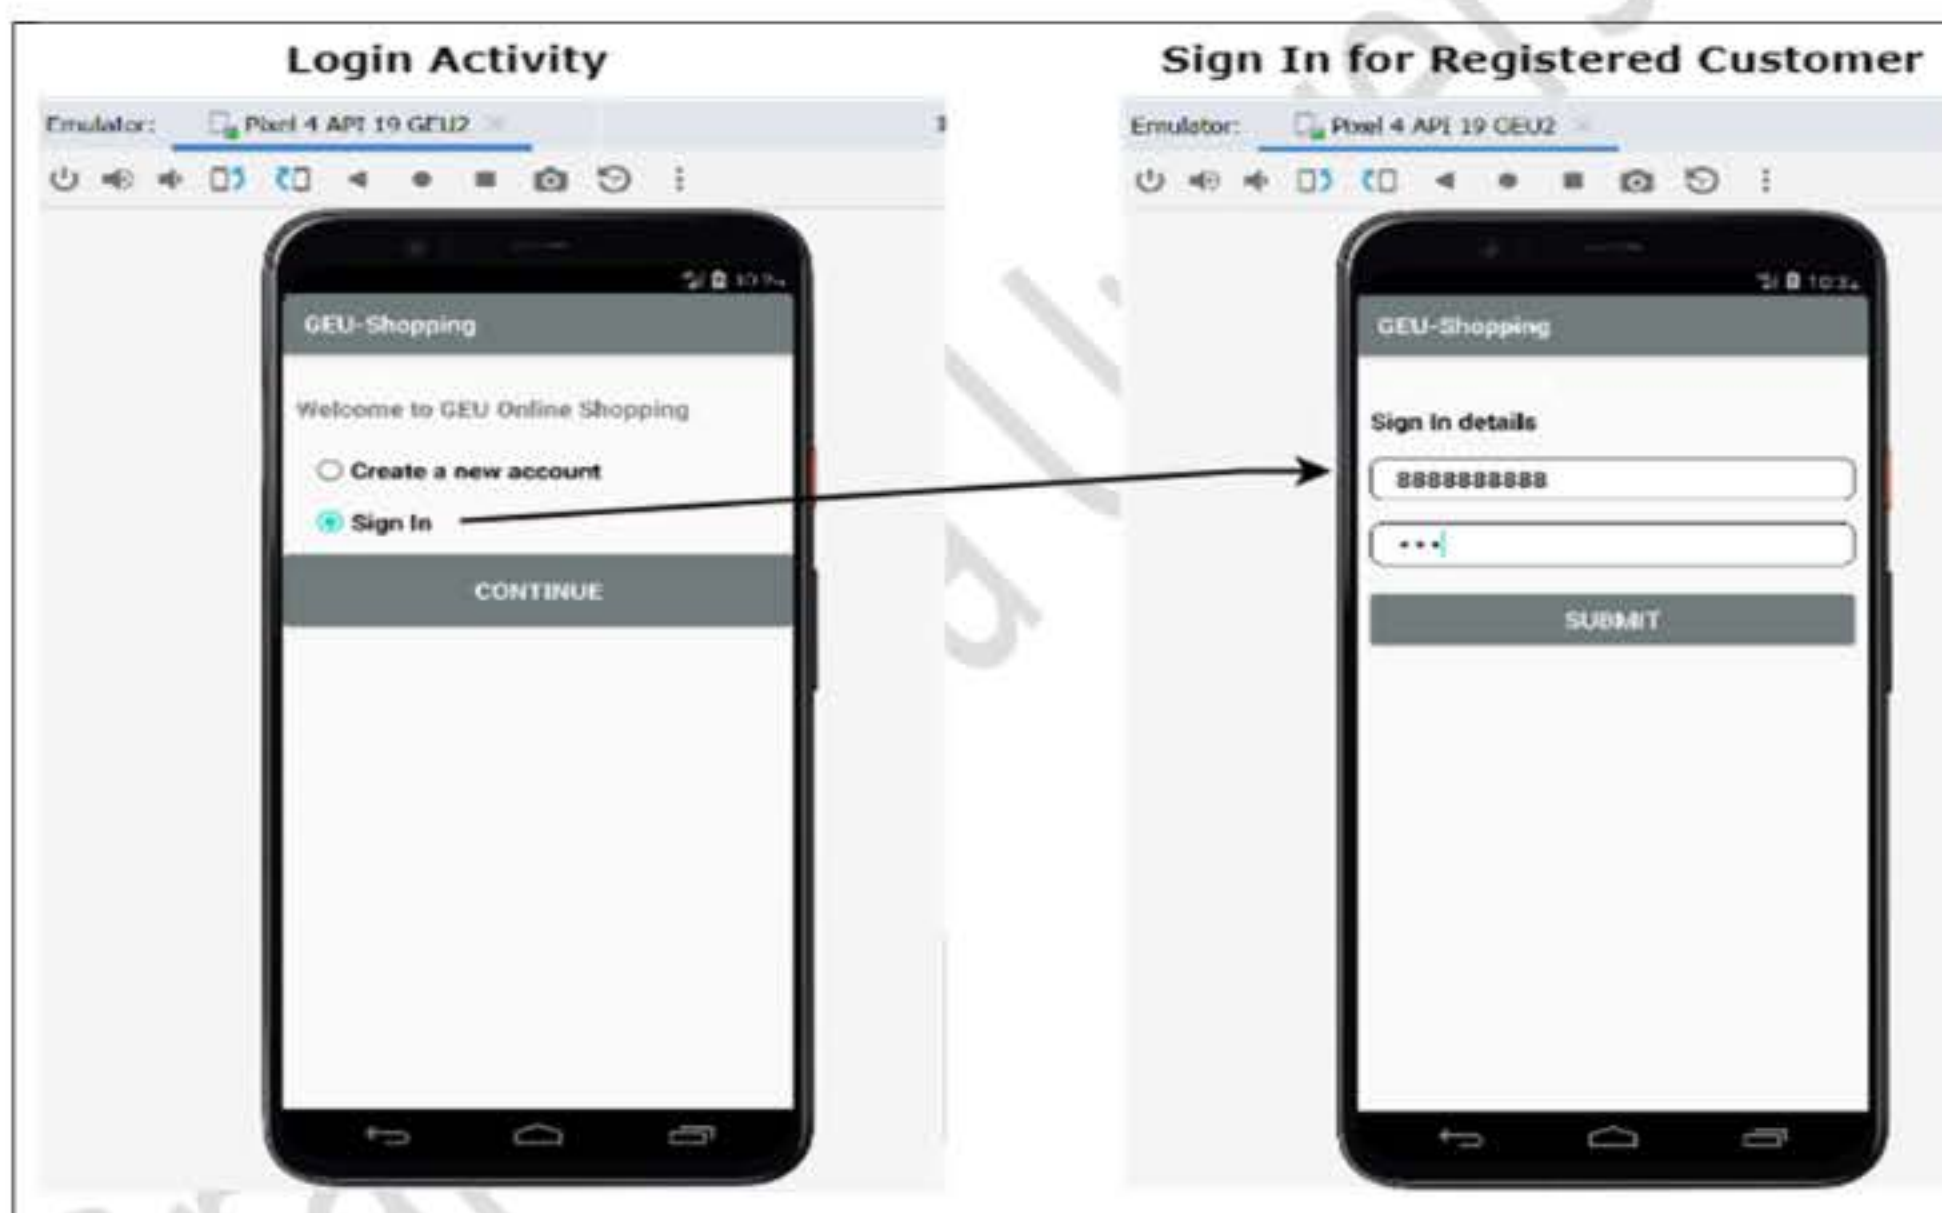 Login Activity
Emulator: Pixel 4 API 19 GEU2
GEU-Shopping
Welcome to GEU Online Shopping
Create a new account
Sign In
CONTINUE
Sign In for Registered Customer
Emulator: Pixel 4 API 19 GEU2
GEU-Shopping
Sign In details
8888888888
•••
SUBMIT